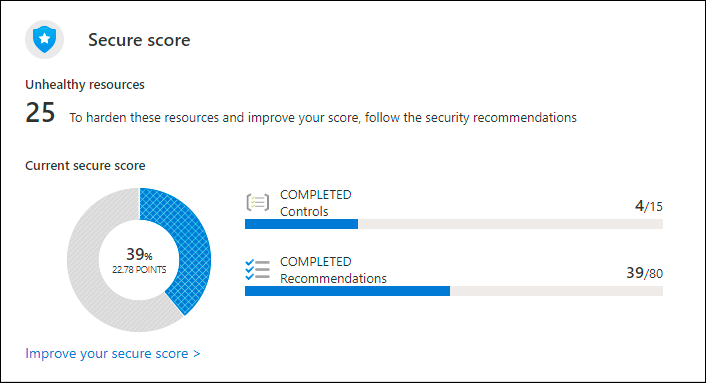 Secure score
Unhealthy resources
25 To harden these resources and improve your score, follow the security recommendations
Current secure score
39%
22.78 POINTS
COMPLETED
Controls
4/15
COMPLETED
Recommendations
39/80
Improve your secure score >